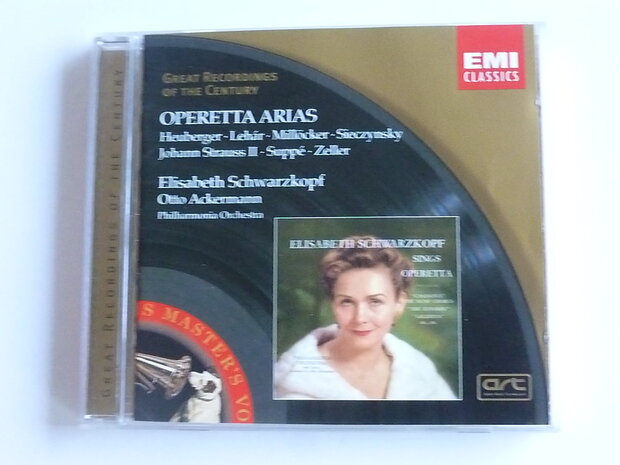 GREAT RECORDINGS OF THE CENTURY
GREAT RECORDINGS
OF THE CENTURY
EMI
CLASSICS
OPERETTA ARIAS
Heuberger · Lehár · Millöcker · Sieczynsky
Johann Strauss II · Suppé · Zeller
Elisabeth Schwarzkopf
Otto Ackermann
Philharmonia Orchestra
ELISABETH SCHWARZKOPF
SINGS
OPERETTA
S MASTER'S VO
art